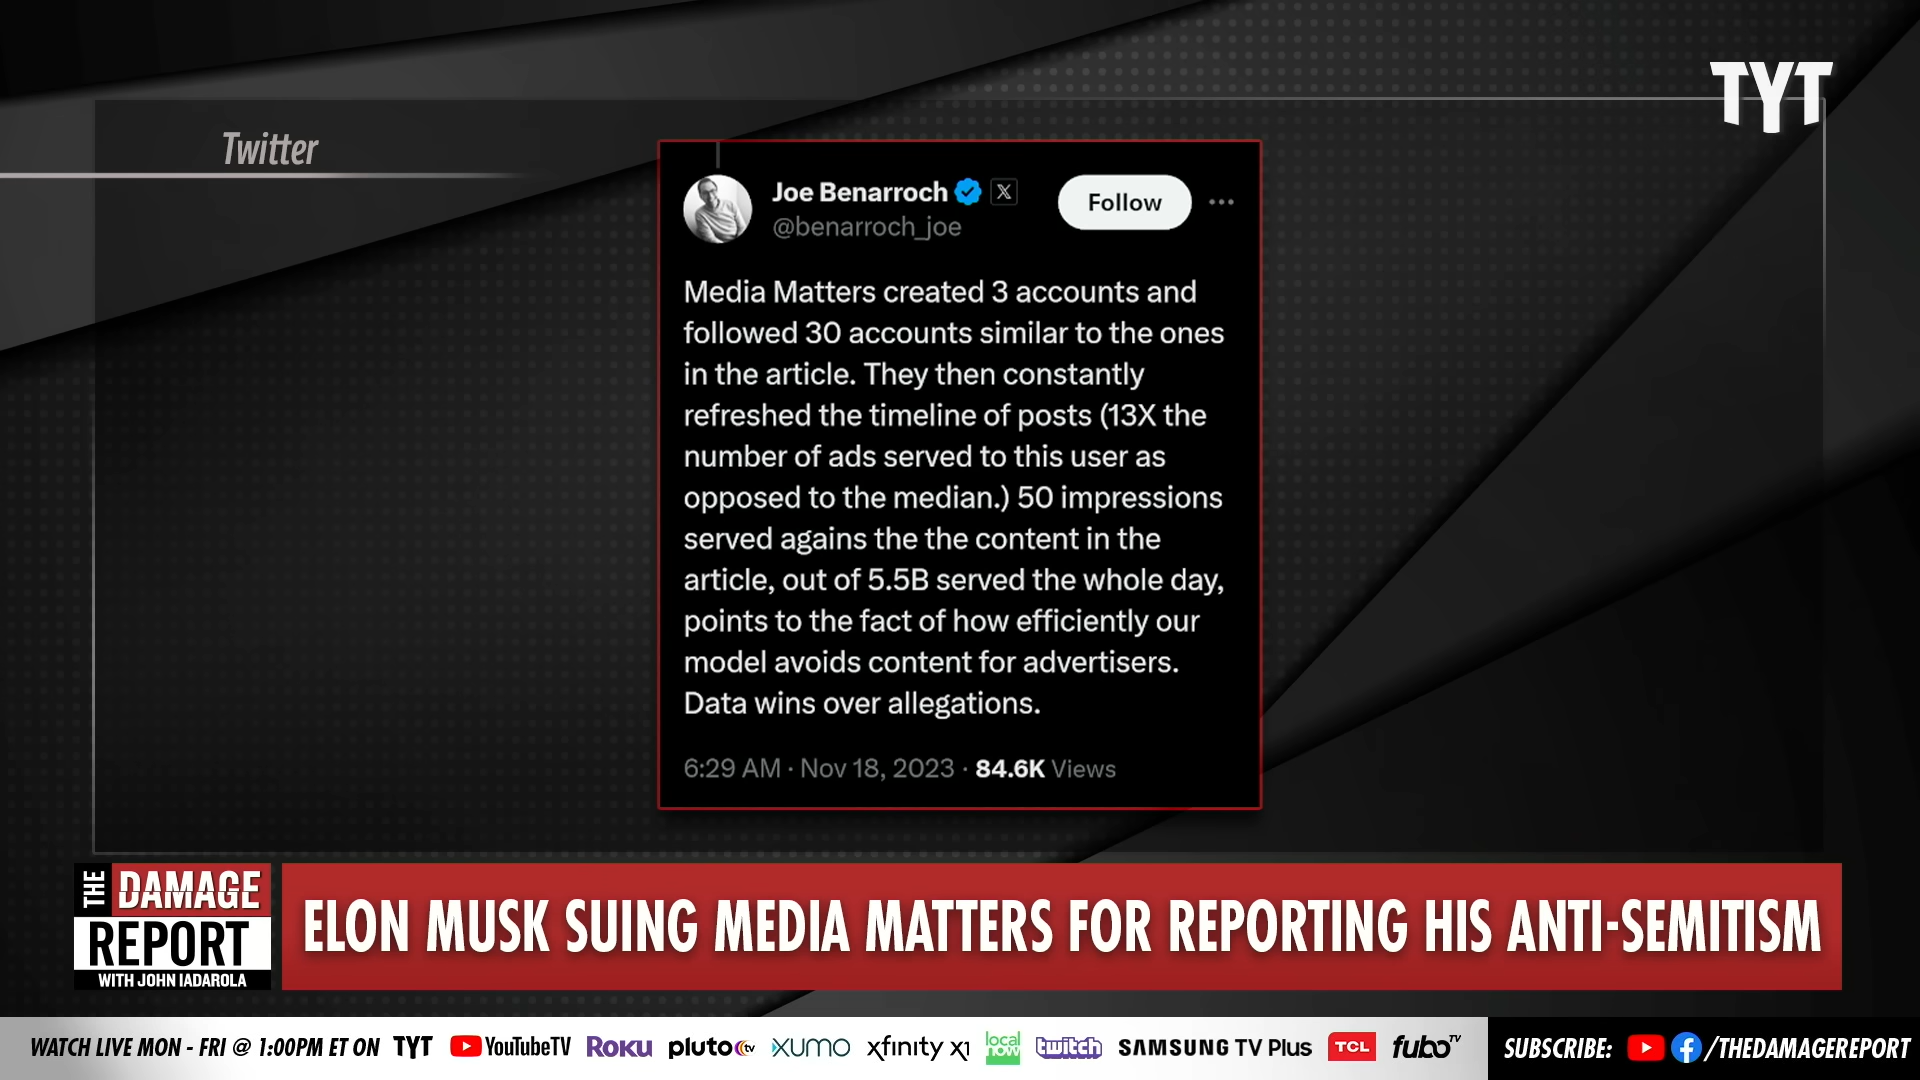 TYT
Twitter
Joe Benarroch X
Follow
@benarroch_joe
Media Matters created 3 accounts and
followed 30 accounts similar to the ones
in the article. They then constantly
refreshed the timeline of posts (13X the
number of ads served to this user as
opposed to the median.) 50 impressions
served agains the the content in the
article, out of 5.5B served the whole day,
points to the fact of how efficiently our
model avoids content for advertisers.
Data wins over allegations.
6:29 AM · Nov 18, 2023 · 84.6K Views
THE DAMAGE
REPORT
WITH JOHN IADAROLA
ELON MUSK SUING MEDIA MATTERS FOR REPORTING HIS ANTI-SEMITISM
WATCH LIVE MON - FRI @ 1:00PM ET ON TYT YouTubeTV ROKU pluto tv XUMO xfinity x1 local now twitch SAMSUNG TV Plus TCL fuboTV SUBSCRIBE: /THEDAMAGEREPORT